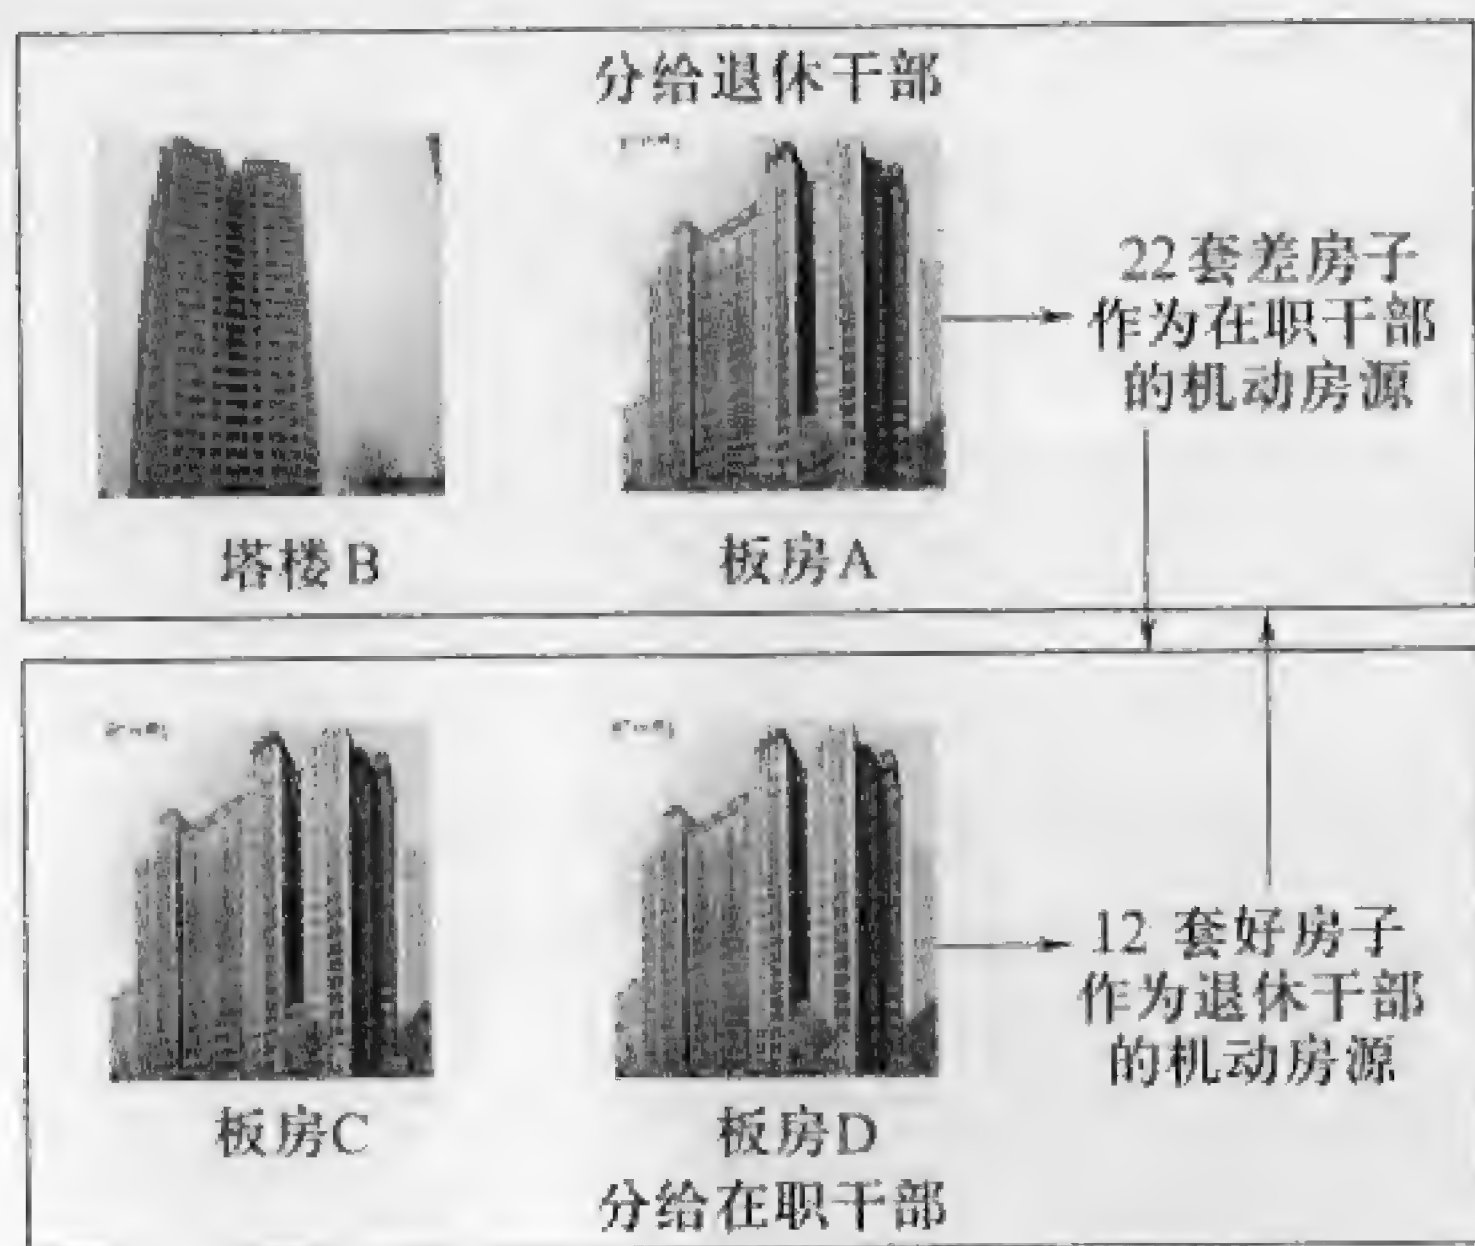 分给退休干部
22套差房子
作为在职干部
的机动房源
塔楼B
板房A
12 套好房子
作为退休干部
的机动房源
板房C
板房D
分给在职干部